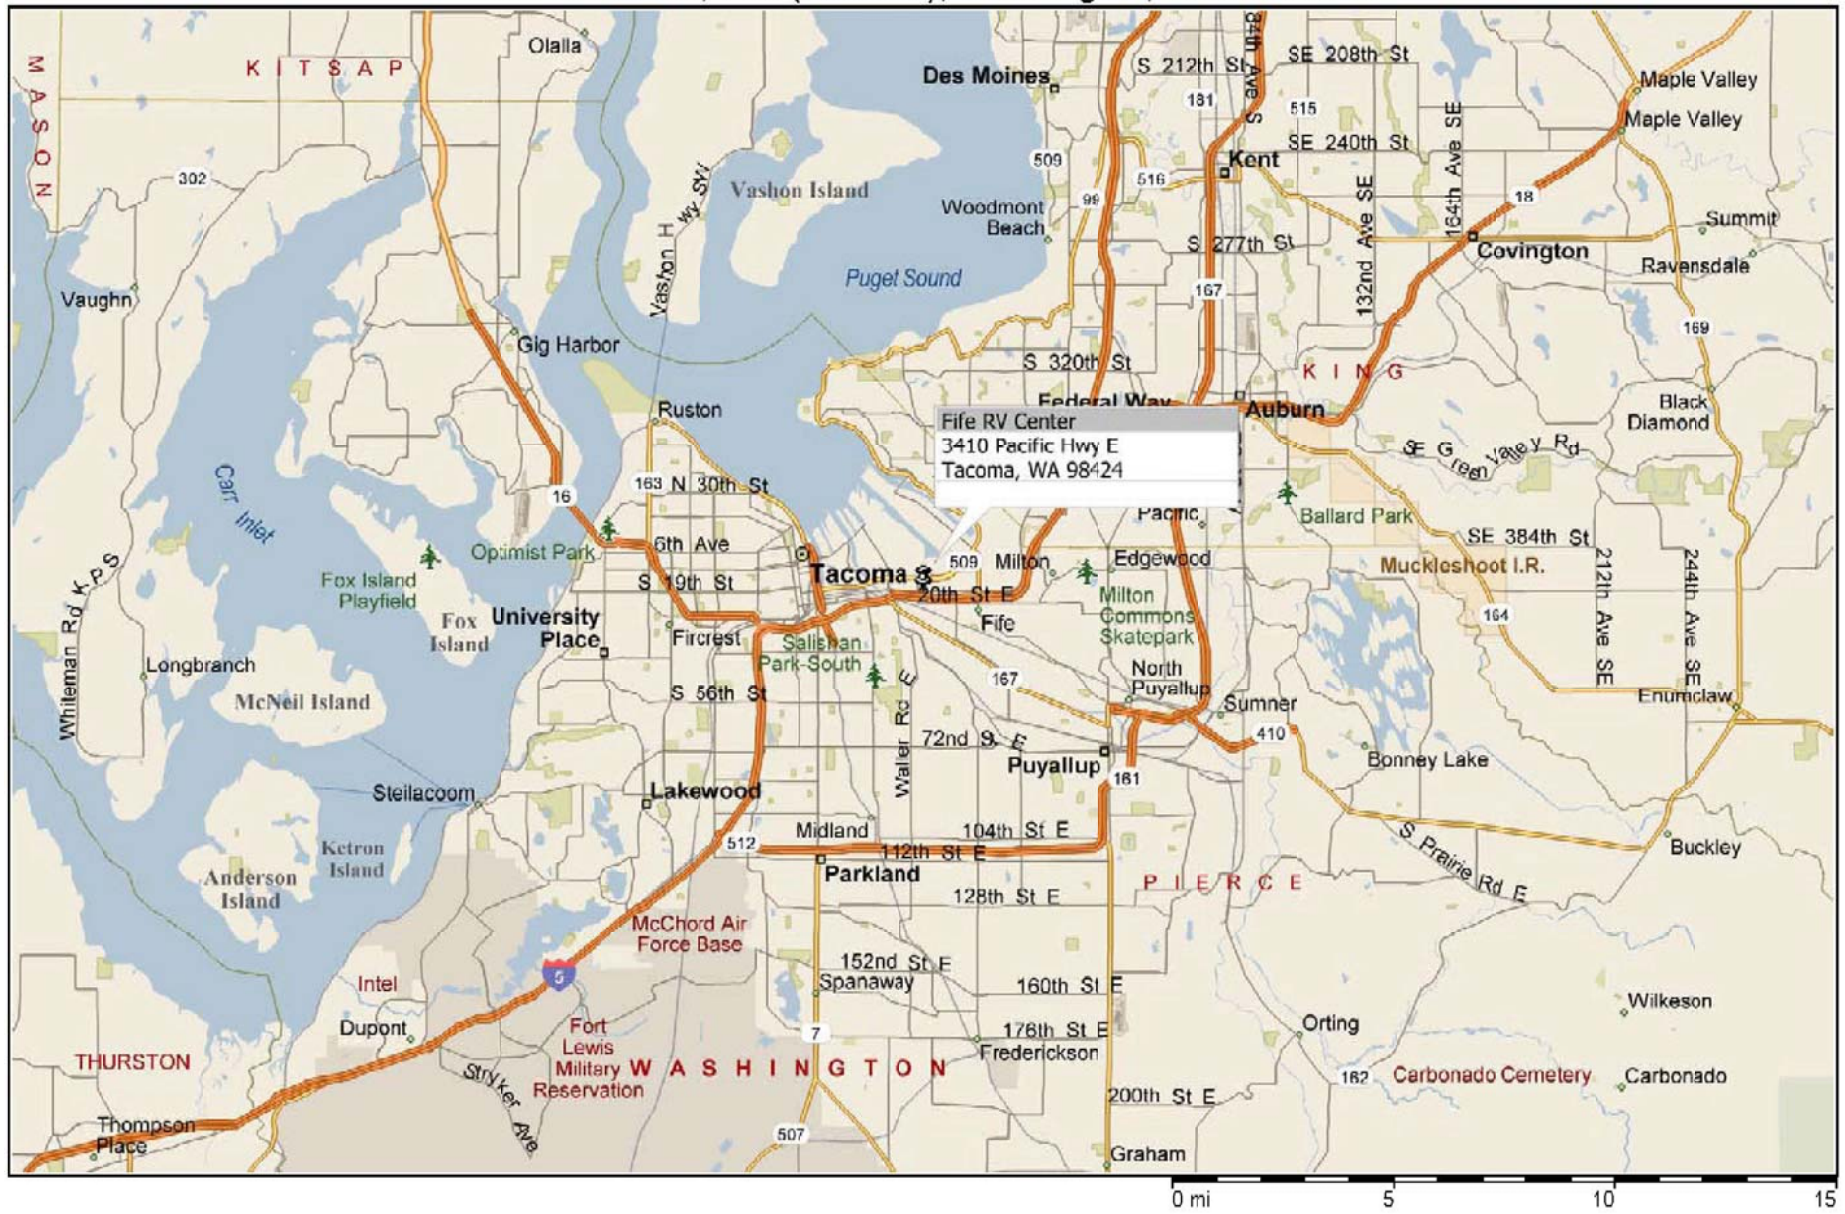 Olalla
KITSAP
MASON
Des Moines
S 212th St
84th Ave S
SE 208th St
Maple Valley
181
515
Maple Valley
SE 240th St
164th Ave SE
509
Kent
302
516
Vashon Island
99
18
132nd Ave SE
Woodmont
Beach
Summit
Vashon Hwy SW
S 277th St
Covington
Ravensdale
Puget Sound
Vaughn
167
169
Gig Harbor
S 320th St
KING
Federal Way
Auburn
Black
Diamond
Ruston
Fife RV Center
3410 Pacific Hwy E
Tacoma, WA 98424
SE Green Valley Rd
Carr Inlet
16
163
N 30th St
Pacific
Ballard Park
Optimist Park
6th Ave
SE 384th St
509
Milton
Edgewood
Muckleshoot I.R.
212th Ave SE
244th Ave SE
Fox Island
Playfield
S 19th St
Tacoma
20th St E
Milton
Commons
Skatepark
164
Whiteman Rd KPS
Fox
Island
University
Place
Fircrest
Fife
Salishan
Park-South
Longbranch
167
North
Puyallup
McNeil Island
S 56th St
Waller Rd E
Sumner
Enumclaw
72nd St E
410
Puyallup
Bonney Lake
161
Steilacoom
Lakewood
Midland
104th St E
512
112th St E
S Prairie Rd E
Buckley
Ketron
Island
Anderson
Island
Parkland
128th St E
PIERCE
McChord Air
Force Base
152nd St E
5
Intel
Spanaway
160th St E
Wilkeson
Dupont
Fort
Lewis
Military
Reservation
7
176th St E
Orting
Frederickson
THURSTON
WASHINGTON
162
Carbonado Cemetery
Carbonado
Stryker Ave
200th St E
Thompson
Place
507
Graham
0 mi
5
10
15